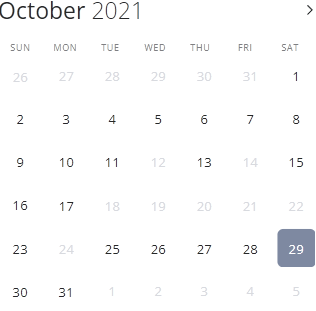 October 2021 >
SUN MON TUE WED THU FRI SAT
26 27 28 29 30 31 1
2 3 4 5 6 7 8
9 10 11 12 13 14 15
16 17 18 19 20 21 22
23 24 25 26 27 28 29
30 31 1 2 3 4 5